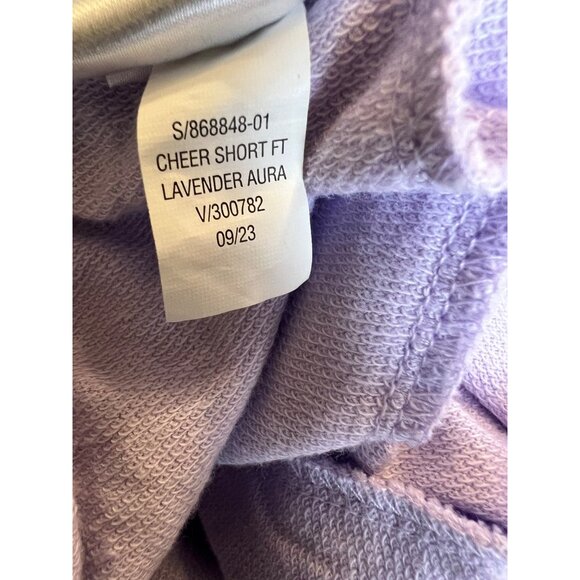 S/868848-01
CHEER SHORT FT
LAVENDER AURA
V/300782
09/23